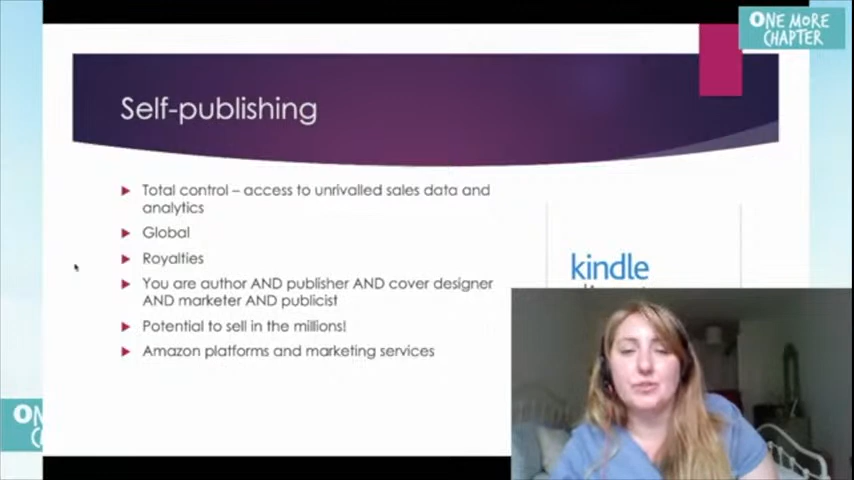 ONE MORE
CHAPTER
Self-publishing
Total control – access to unrivalled sales data and
analytics
Global
Royalties
You are author AND publisher AND cover designer
AND marketer AND publicist
Potential to sell in the millions!
Amazon platforms and marketing services
kindle